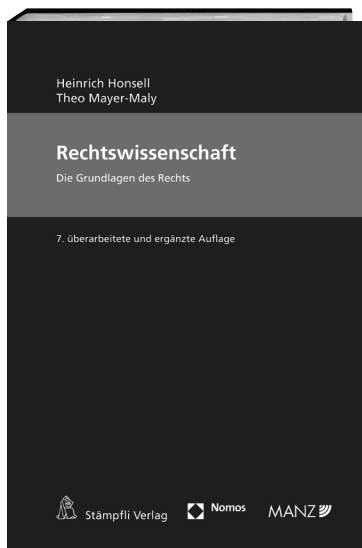 Heinrich Honsell
Theo Mayer-Maly
Rechtswissenschaft
Die Grundlagen des Rechts
7. überarbeitete und ergänzte Auflage
Stämpfli Verlag
Nomos
MANZ